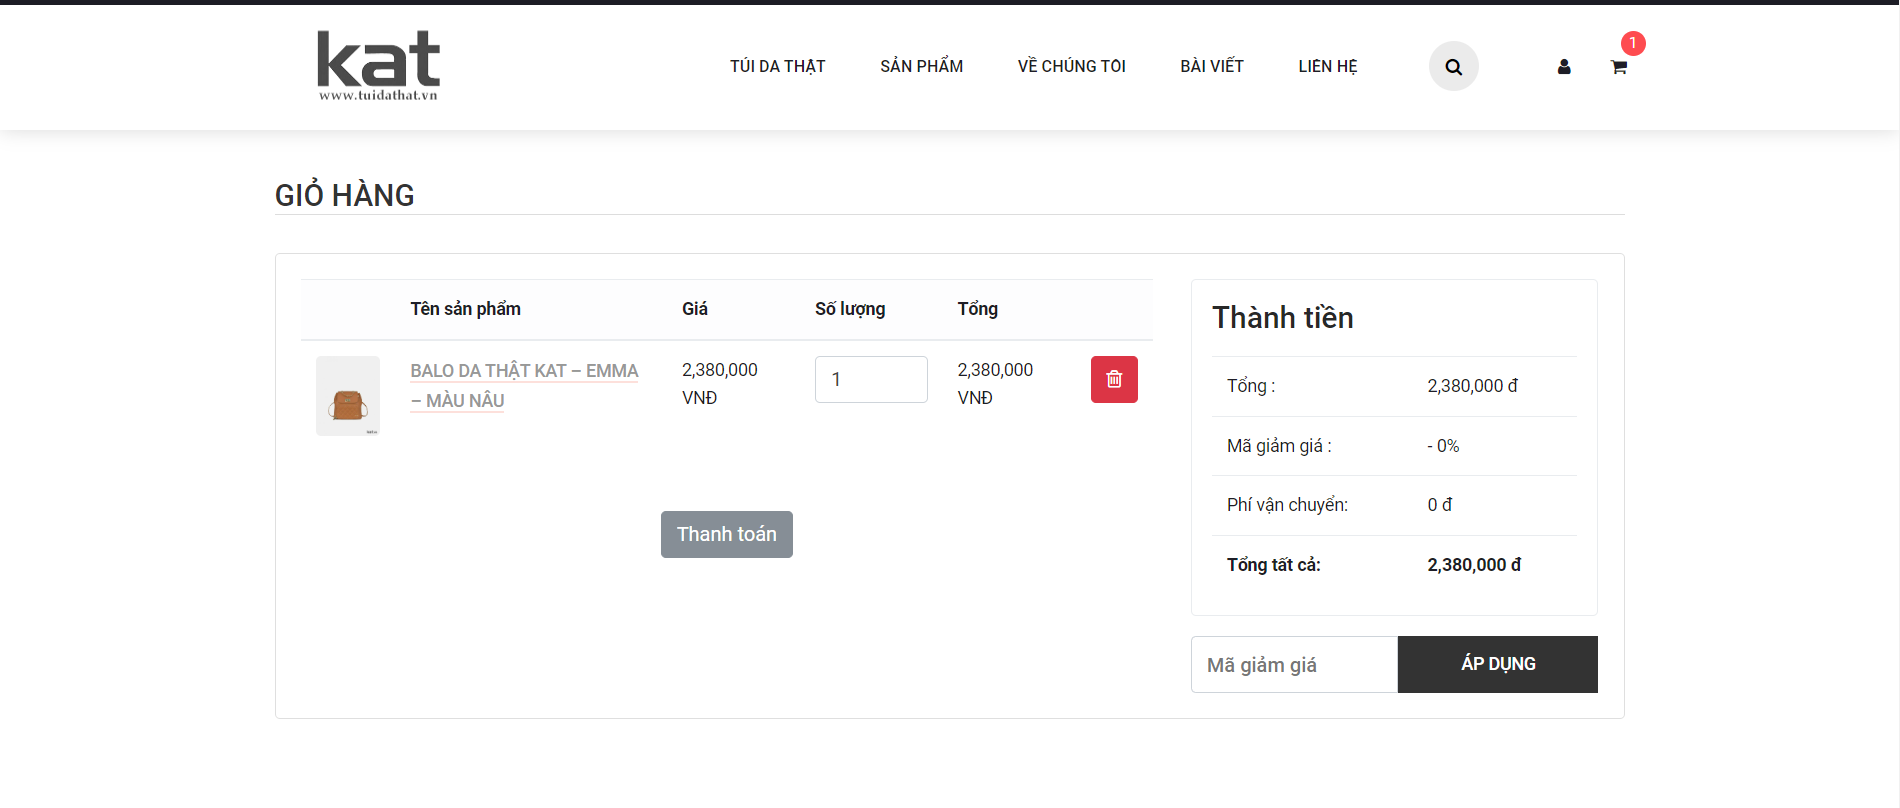 kat
www.tuidathat.vn
TÚI DA THẬT SẢN PHẨM VỀ CHÚNG TÔI BÀI VIẾT LIÊN HỆ
1
GIỎ HÀNG
Tên sản phẩm Giá Số lượng Tổng
BALO DA THẬT KAT – EMMA
– MÀU NÂU
2,380,000
VNĐ
1
2,380,000
VNĐ
Thanh toán
Thành tiền
Tổng : 2,380,000 đ
Mã giảm giá : - 0%
Phí vận chuyển: 0 đ
Tổng tất cả: 2,380,000 đ
Mã giảm giá ÁP DỤNG